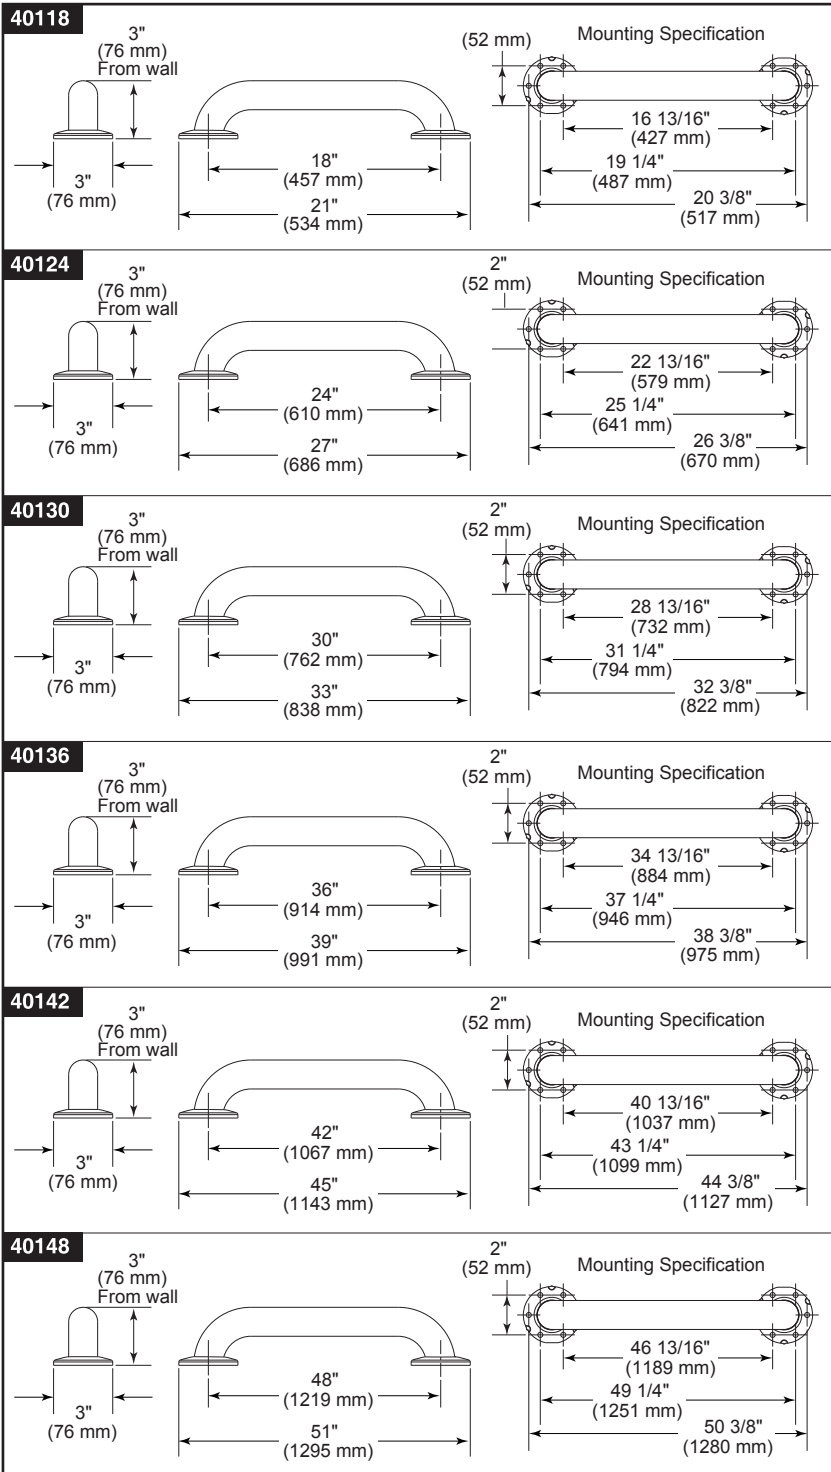 40118
3"
(76 mm)
From wall
3"
(76 mm)
18"
(457 mm)
21"
(534 mm)
(52 mm)
Mounting Specification
16 13/16"
(427 mm)
19 1/4"
(487 mm)
20 3/8"
(517 mm)
40124
3"
(76 mm)
From wall
3"
(76 mm)
24"
(610 mm)
27"
(686 mm)
2"
(52 mm)
Mounting Specification
22 13/16"
(579 mm)
25 1/4"
(641 mm)
26 3/8"
(670 mm)
40130
3"
(76 mm)
From wall
3"
(76 mm)
30"
(762 mm)
33"
(838 mm)
2"
(52 mm)
Mounting Specification
28 13/16"
(732 mm)
31 1/4"
(794 mm)
32 3/8"
(822 mm)
40136
3"
(76 mm)
From wall
3"
(76 mm)
36"
(914 mm)
39"
(991 mm)
2"
(52 mm)
Mounting Specification
34 13/16"
(884 mm)
37 1/4"
(946 mm)
38 3/8"
(975 mm)
40142
3"
(76 mm)
From wall
3"
(76 mm)
42"
(1067 mm)
45"
(1143 mm)
2"
(52 mm)
Mounting Specification
40 13/16"
(1037 mm)
43 1/4"
(1099 mm)
44 3/8"
(1127 mm)
40148
3"
(76 mm)
From wall
3"
(76 mm)
48"
(1219 mm)
51"
(1295 mm)
2"
(52 mm)
Mounting Specification
46 13/16"
(1189 mm)
49 1/4"
(1251 mm)
50 3/8"
(1280 mm)